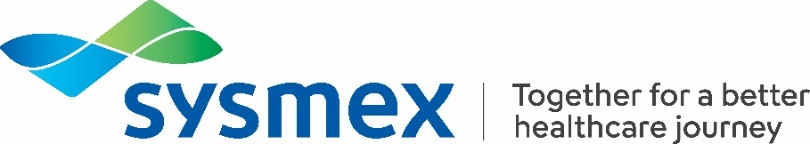 sysmex
Together for a better
healthcare journey